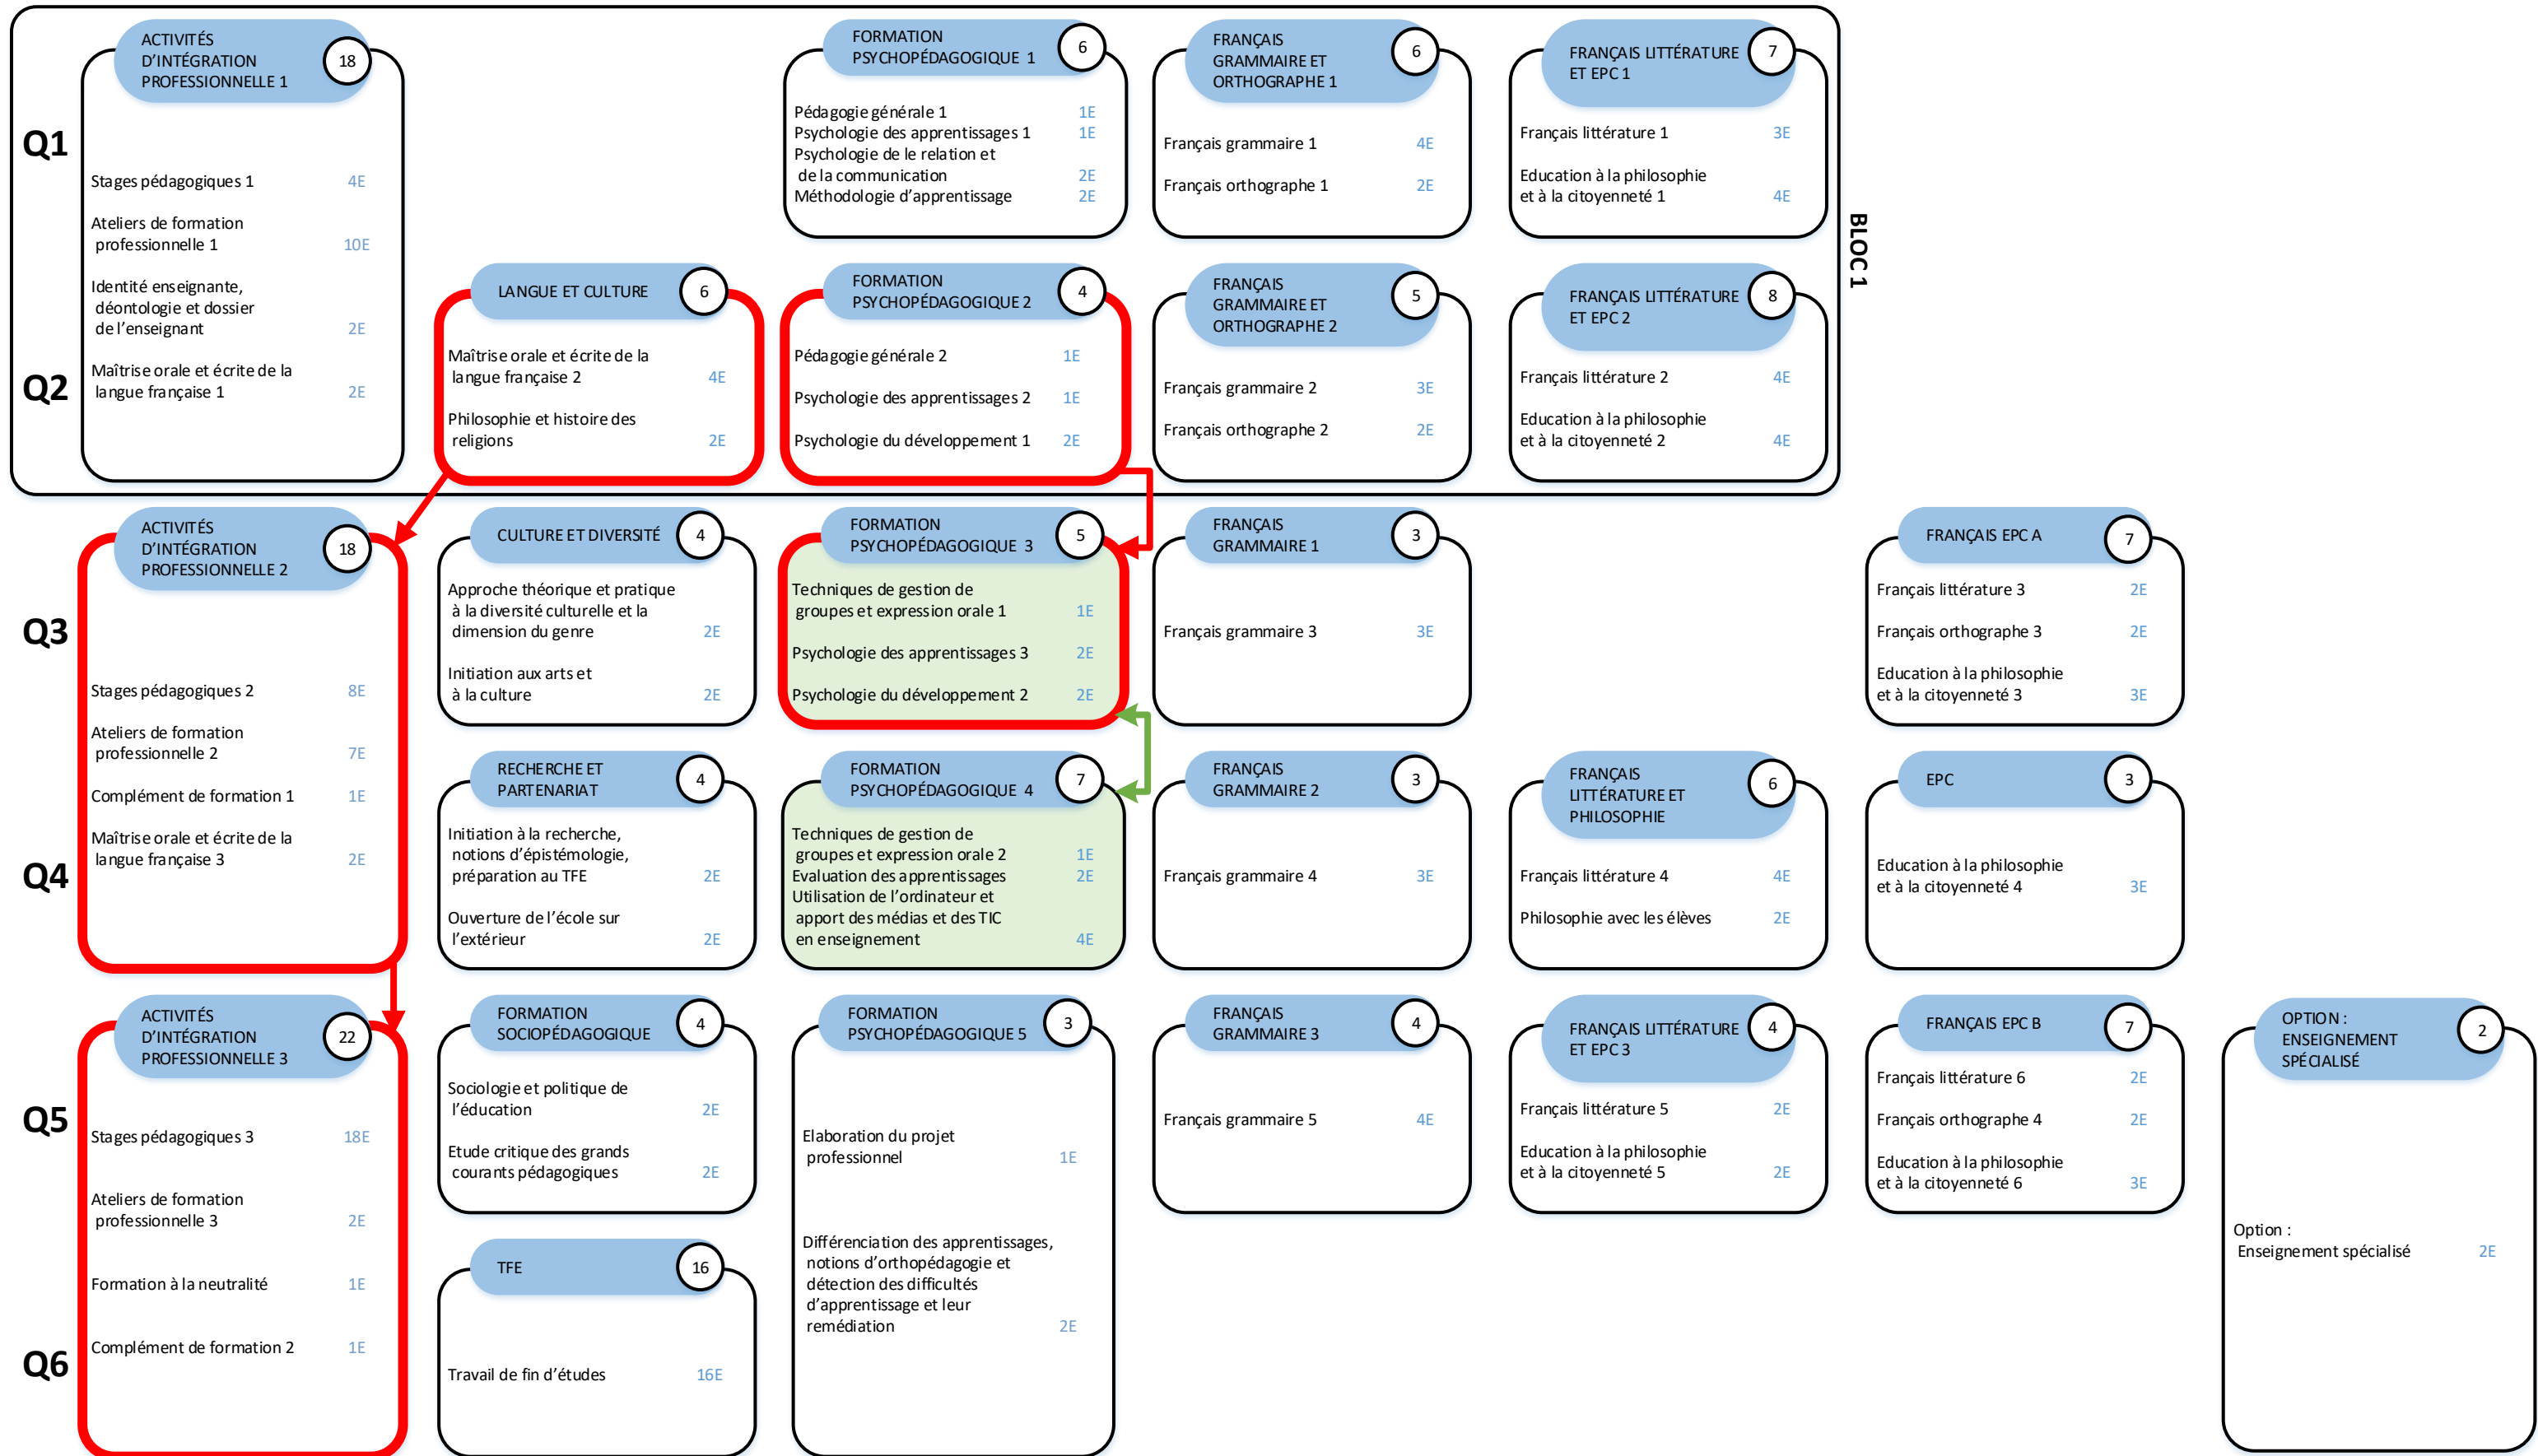 ACTIVITÉS
D'INTÉGRATION
PROFESSIONNELLE 1
18
Stages pédagogiques 1 4E
Ateliers de formation
professionnelle 1 10E
Identité enseignante,
déontologie et dossier
de l'enseignant 2E
Maîtrise orale et écrite de la
langue française 1 2E
FORMATION
PSYCHOPÉDAGOGIQUE 1
6
Pédagogie générale 1 1E
Psychologie des apprentissages 1 1E
Psychologie de le relation et
de la communication 2E
Méthodologie d'apprentissage 2E
FRANÇAIS
GRAMMAIRE ET
ORTHOGRAPHE 1
6
Français grammaire 1 4E
Français orthographe 1 2E
FRANÇAIS LITTÉRATURE
ET EPC 1
7
Français littérature 1 3E
Education à la philosophie
et à la citoyenneté 1 4E
Q1
BLOC 1
LANGUE ET CULTURE
6
Maîtrise orale et écrite de la
langue française 2 4E
Philosophie et histoire des
religions 2E
FORMATION
PSYCHOPÉDAGOGIQUE 2
4
Pédagogie générale 2 1E
Psychologie des apprentissages 2 1E
Psychologie du développement 1 2E
FRANÇAIS
GRAMMAIRE ET
ORTHOGRAPHE 2
5
Français grammaire 2 3E
Français orthographe 2 2E
FRANÇAIS LITTÉRATURE
ET EPC 2
8
Français littérature 2 4E
Education à la philosophie
et à la citoyenneté 2 4E
Q2
ACTIVITÉS
D'INTÉGRATION
PROFESSIONNELLE 2
18
Stages pédagogiques 2 8E
Ateliers de formation
professionnelle 2 7E
Complément de formation 1 1E
Maîtrise orale et écrite de la
langue française 3 2E
CULTURE ET DIVERSITÉ
4
Approche théorique et pratique
à la diversité culturelle et la
dimension du genre 2E
Initiation aux arts et
à la culture 2E
FORMATION
PSYCHOPÉDAGOGIQUE 3
5
Techniques de gestion de
groupes et expression orale 1 1E
Psychologie des apprentissages 3 2E
Psychologie du développement 2 2E
FRANÇAIS
GRAMMAIRE 1
3
Français grammaire 3 3E
FRANÇAIS EPC A
7
Français littérature 3 2E
Français orthographe 3 2E
Education à la philosophie
et à la citoyenneté 3 3E
Q3
RECHERCHE ET
PARTENARIAT
4
Initiation à la recherche,
notions d'épistémologie,
préparation au TFE 2E
Ouverture de l'école sur
l'extérieur 2E
FORMATION
PSYCHOPÉDAGOGIQUE 4
7
Techniques de gestion de
groupes et expression orale 2 1E
Evaluation des apprentissages 2E
Utilisation de l'ordinateur et
apport des médias et des TIC
en enseignement 4E
FRANÇAIS
GRAMMAIRE 2
3
Français grammaire 4 3E
FRANÇAIS
LITTÉRATURE ET
PHILOSOPHIE
6
Français littérature 4 4E
Philosophie avec les élèves 2E
EPC
3
Education à la philosophie
et à la citoyenneté 4 3E
Q4
ACTIVITÉS
D'INTÉGRATION
PROFESSIONNELLE 3
22
Stages pédagogiques 3 18E
Ateliers de formation
professionnelle 3 2E
Formation à la neutralité 1E
Complément de formation 2 1E
FORMATION
SOCIOPÉDAGOGIQUE
4
Sociologie et politique de
l'éducation 2E
Etude critique des grands
courants pédagogiques 2E
FORMATION
PSYCHOPÉDAGOGIQUE 5
3
Elaboration du projet
professionnel 1E
Différenciation des apprentissages,
notions d'orthopédagogie et
détection des difficultés
d'apprentissage et leur
remédiation 2E
FRANÇAIS
GRAMMAIRE 3
4
Français grammaire 5 4E
FRANÇAIS LITTÉRATURE
ET EPC 3
4
Français littérature 5 2E
Education à la philosophie
et à la citoyenneté 5 2E
FRANÇAIS EPC B
7
Français littérature 6 2E
Français orthographe 4 2E
Education à la philosophie
et à la citoyenneté 6 3E
OPTION :
ENSEIGNEMENT
SPÉCIALISÉ
2
Option :
Enseignement spécialisé 2E
Q5
TFE
16
Travail de fin d'études 16E
Q6